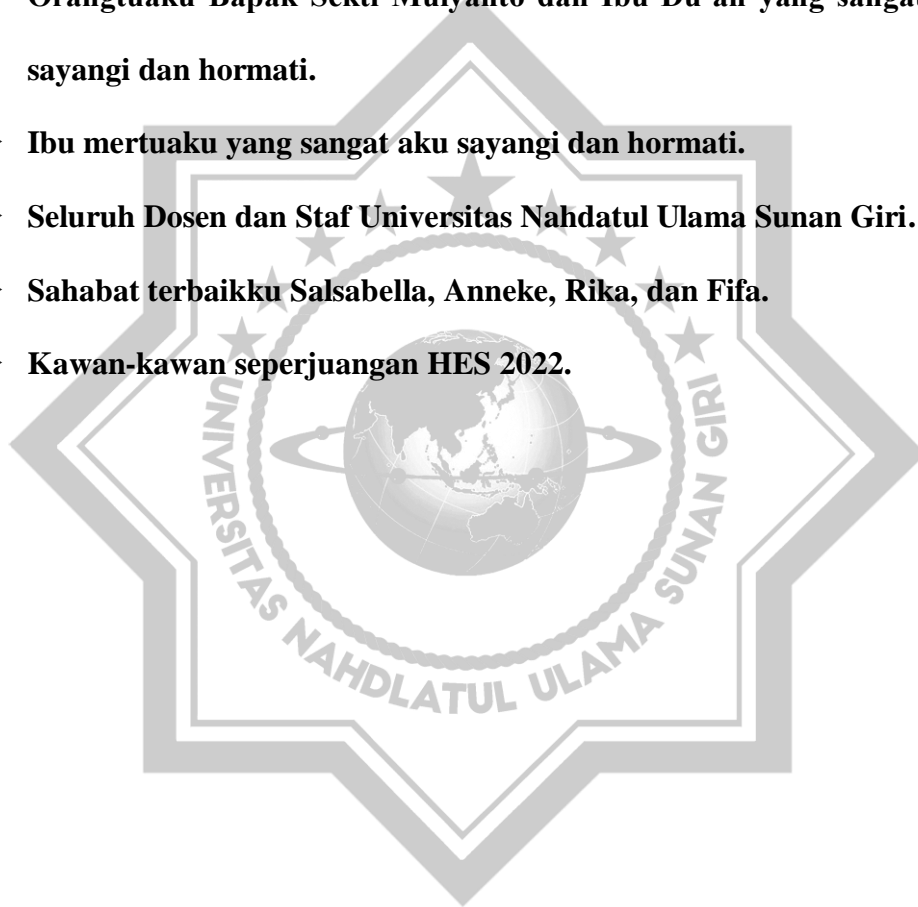 Orangtuaku Bapak Sekti Mulyanto dan Ibu yang sangat
sayangi dan hormati.
Ibu mertuaku yang sangat aku sayangi dan hormati.
Seluruh Dosen dan Staf Universitas Nahdatul Ulama Sunan Giri.
Sahabat terbaikku Salsabella, Anneke, Rika, dan Fifa.
Kawan-kawan seperjuangan HES 2022.
UNIVERSITAS NAHDLATUL ULAMA SUNAN GIRI